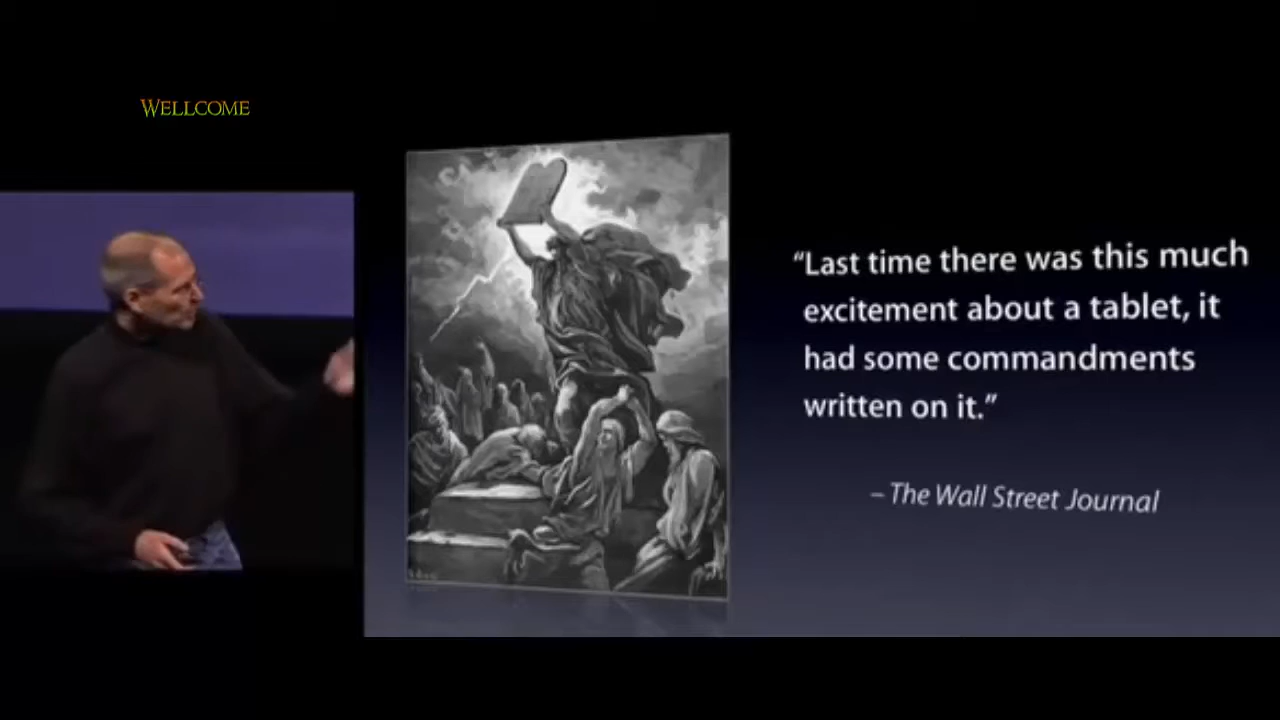 WELLCOME
“Last time there was this much
excitement about a tablet, it
had some commandments
written on it.”
– The Wall Street Journal